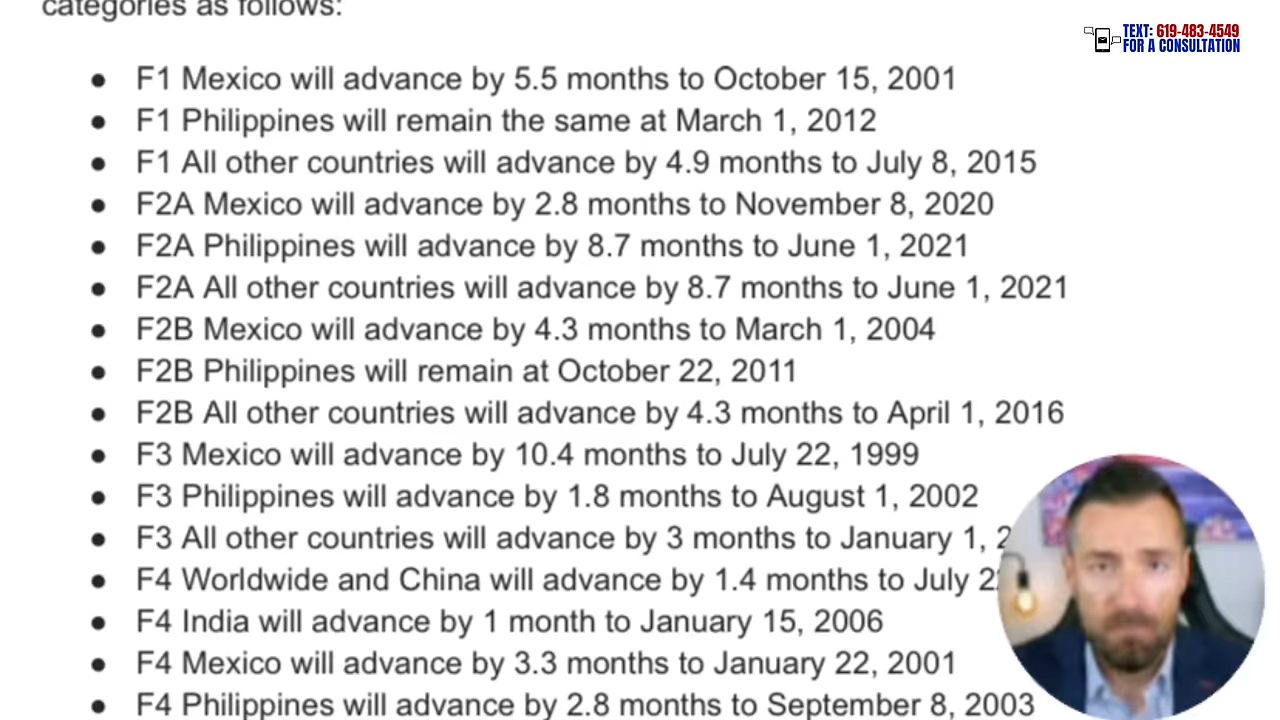 categories as follows:
TEXT: 619-483-4549
FOR A CONSULTATION
● F1 Mexico will advance by 5.5 months to October 15, 2001
● F1 Philippines will remain the same at March 1, 2012
● F1 All other countries will advance by 4.9 months to July 8, 2015
● F2A Mexico will advance by 2.8 months to November 8, 2020
● F2A Philippines will advance by 8.7 months to June 1, 2021
● F2A All other countries will advance by 8.7 months to June 1, 2021
● F2B Mexico will advance by 4.3 months to March 1, 2004
● F2B Philippines will remain at October 22, 2011
● F2B All other countries will advance by 4.3 months to April 1, 2016
● F3 Mexico will advance by 10.4 months to July 22, 1999
● F3 Philippines will advance by 1.8 months to August 1, 2002
● F3 All other countries will advance by 3 months to January 1,
● F4 Worldwide and China will advance by 1.4 months to July
● F4 India will advance by 1 month to January 15, 2006
● F4 Mexico will advance by 3.3 months to January 22, 2001
● F4 Philippines will advance by 2.8 months to September 8, 2003